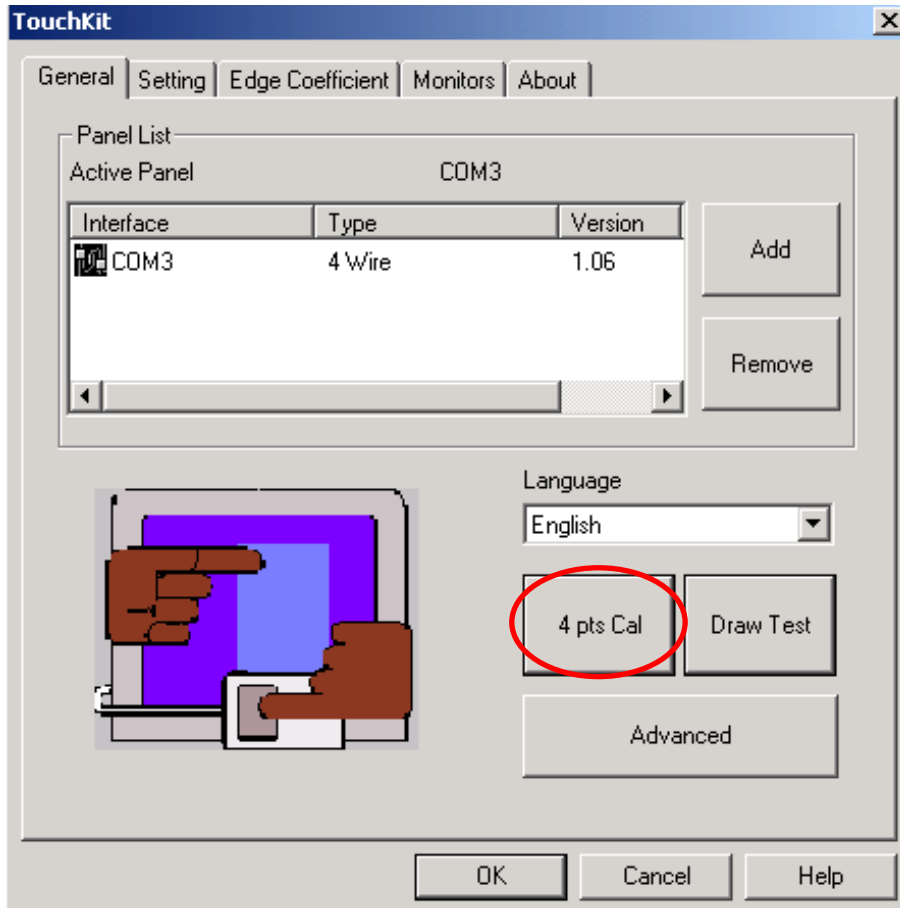 TouchKit
General Setting Edge Coefficient Monitors About
Panel List
Active Panel COM3
Interface Type Version
COM3 4 Wire 1.06
Add
Remove
Language
English
4 pts Cal Draw Test
Advanced
OK Cancel Help